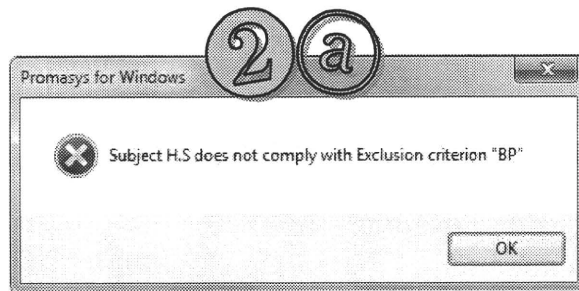 2 a
Promasys for Windows
Subject H.S does not comply with Exclusion criterion "BP"
OK